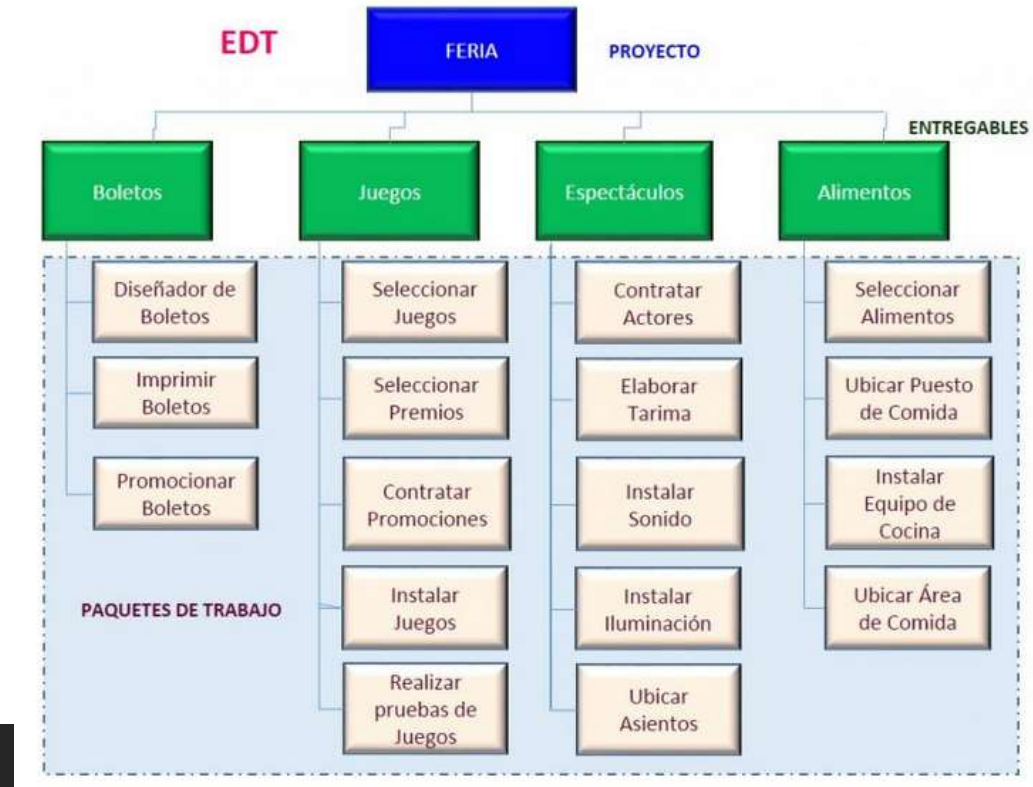 EDT
FERIA
PROYECTO
ENTREGABLES
Boletos
Juegos
Espectáculos
Alimentos
Diseñador de
Boletos
Imprimir
Boletos
Promocionar
Boletos
Seleccionar
Juegos
Seleccionar
Premios
Contratar
Promociones
Instalar
Juegos
Realizar
pruebas de
Juegos
Contratar
Actores
Elaborar
Tarima
Instalar
Sonido
Instalar
Iluminación
Ubicar
Asientos
Seleccionar
Alimentos
Ubicar Puesto
de Comida
Instalar
Equipo de
Cocina
Ubicar Área
de Comida
PAQUETES DE TRABAJO